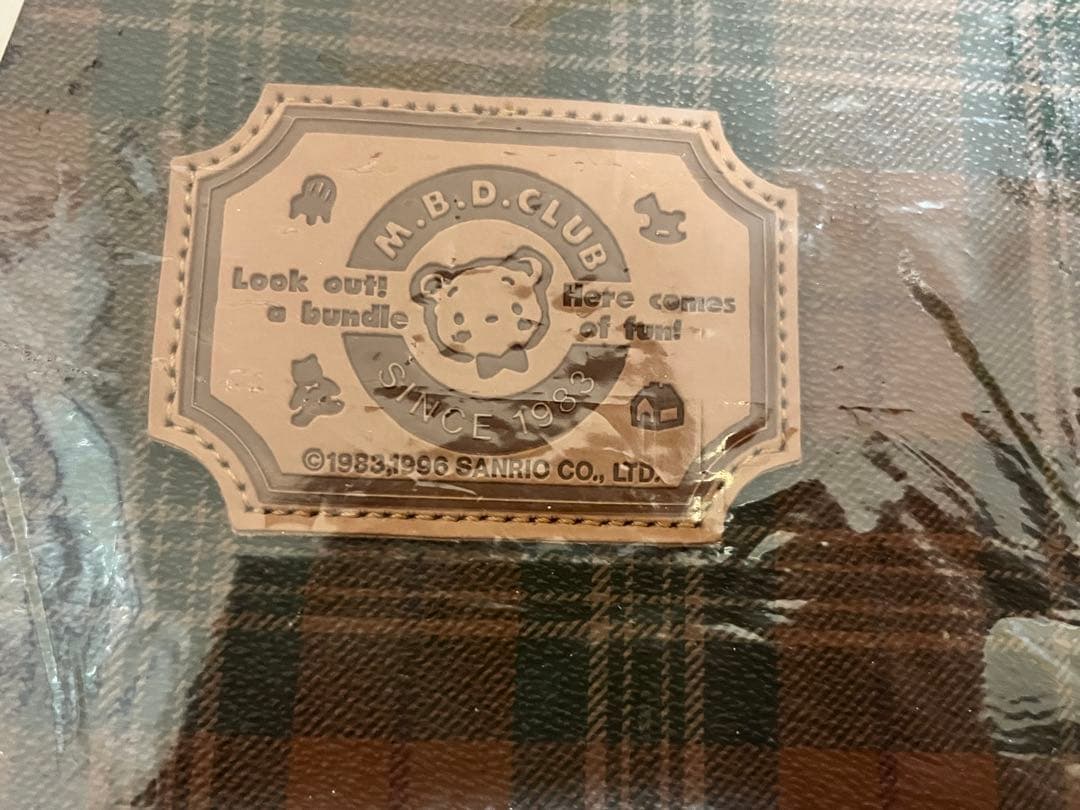 M.B.D.CLUB
Look out!
a bundle
Here comes
of fun!
SINCE 1983
©1983,1996 SANRIO CO., LTD.